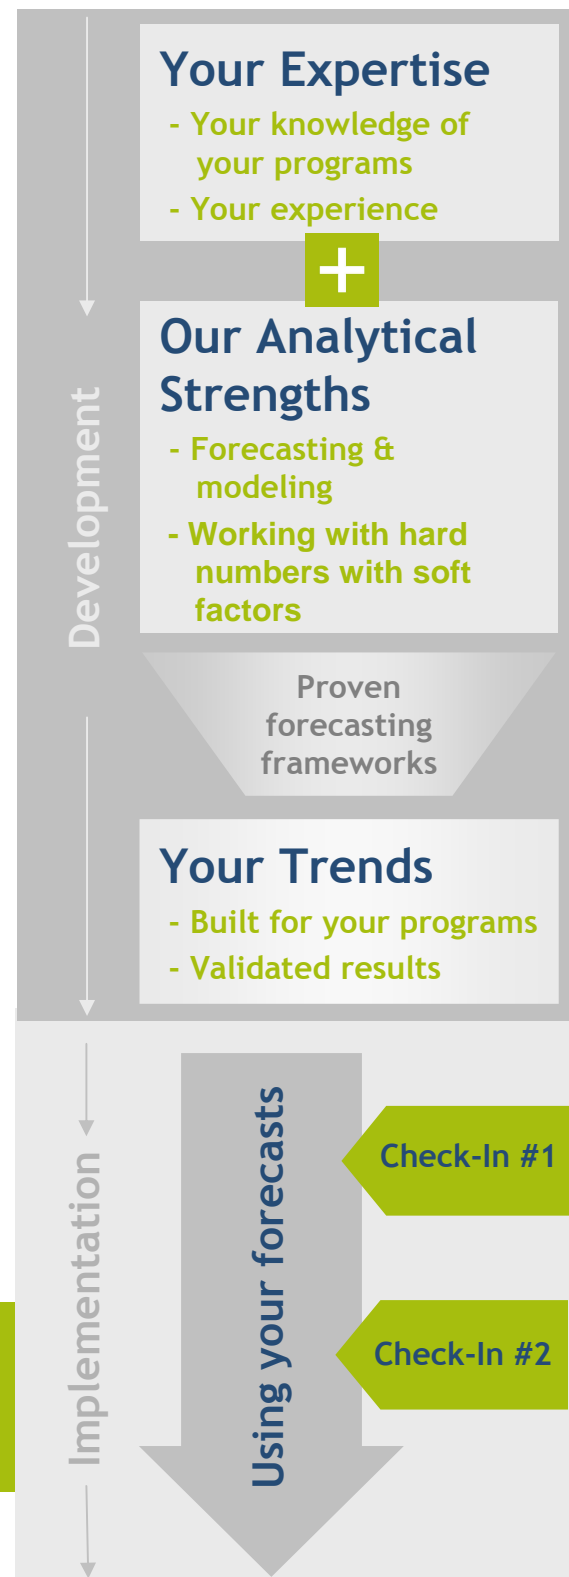 Your Expertise
- Your knowledge of
your programs
- Your experience
+
Our Analytical
Strengths
- Forecasting &
modeling
- Working with hard
numbers with soft
factors
Development
Proven
forecasting
frameworks
Your Trends
- Built for your programs
- Validated results
Implementation
Using your forecasts
Check-In #1
Check-In #2